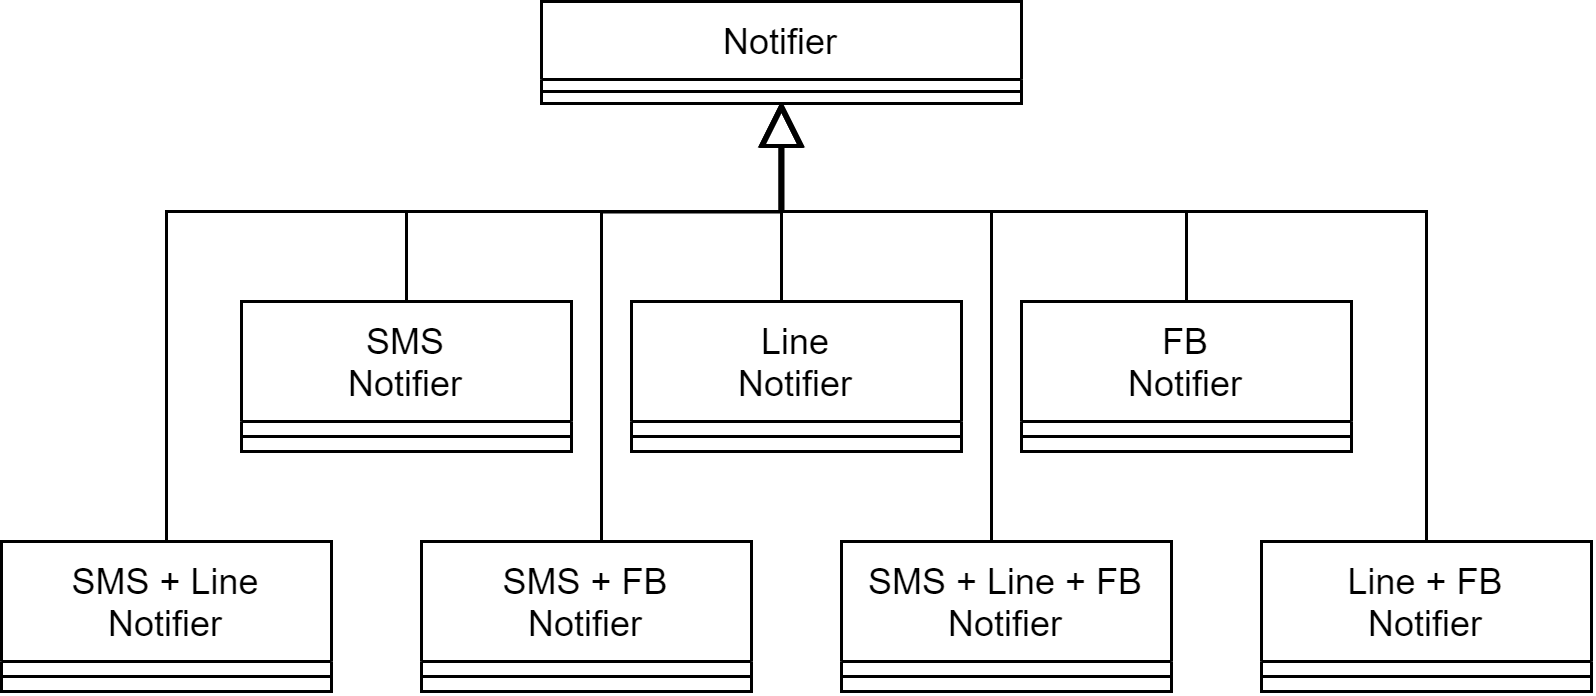 Notifier
SMS
Notifier
Line
Notifier
FB
Notifier
SMS + Line
Notifier
SMS + FB
Notifier
SMS + Line + FB
Notifier
Line + FB
Notifier